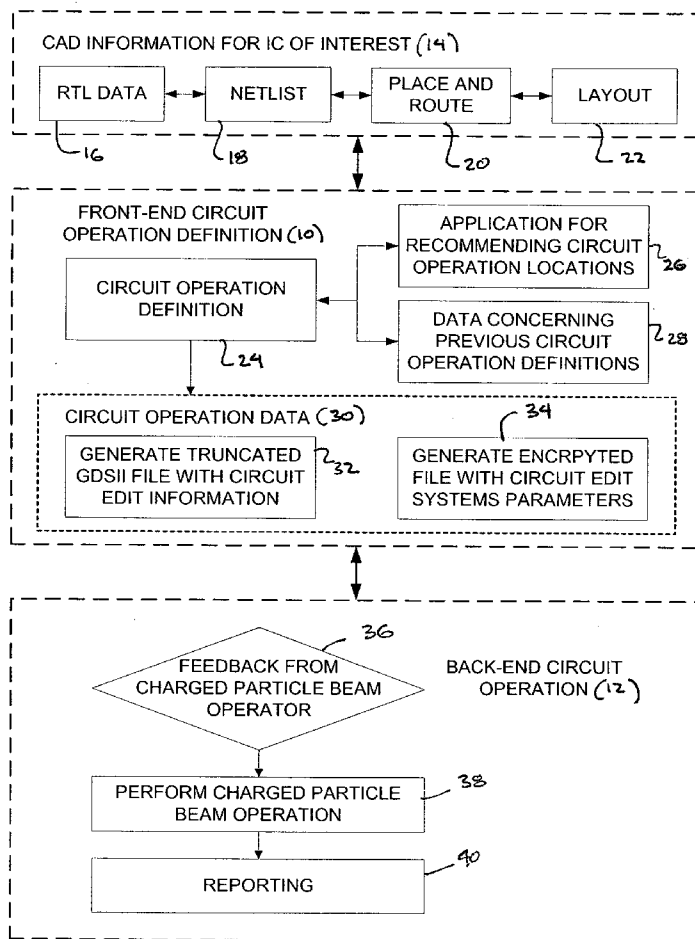 CAD INFORMATION FOR IC OF INTEREST (14)
RTL DATA
NETLIST
PLACE AND
ROUTE
LAYOUT
16
18
20
22
FRONT-END CIRCUIT
OPERATION DEFINITION (10)
APPLICATION FOR
RECOMMENDING CIRCUIT
OPERATION LOCATIONS
26
CIRCUIT OPERATION
DEFINITION
24
DATA CONCERNING
PREVIOUS CIRCUIT
OPERATION DEFINITIONS
28
CIRCUIT OPERATION DATA (30)
34
GENERATE TRUNCATED
GDSII FILE WITH CIRCUIT
EDIT INFORMATION
32
GENERATE ENCRPYTED
FILE WITH CIRCUIT EDIT
SYSTEMS PARAMETERS
36
FEEDBACK FROM
CHARGED PARTICLE BEAM
OPERATOR
BACK-END CIRCUIT
OPERATION (12)
PERFORM CHARGED PARTICLE
BEAM OPERATION
38
REPORTING
40